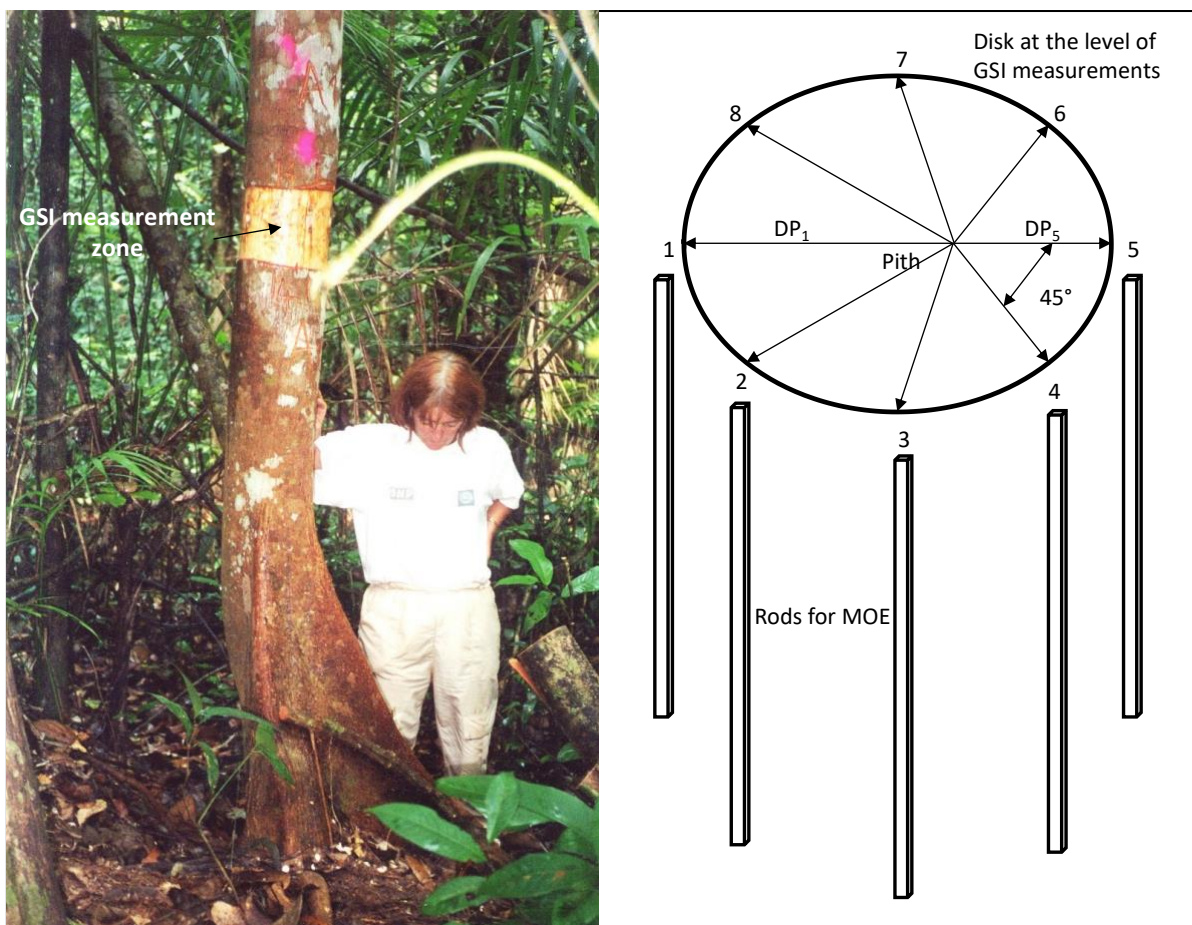 GSI measurement
zone
Disk at the level of
GSI measurements
7
8
6
DP₁
DP₅
1
5
Pith
45°
2
4
3
Rods for MOE